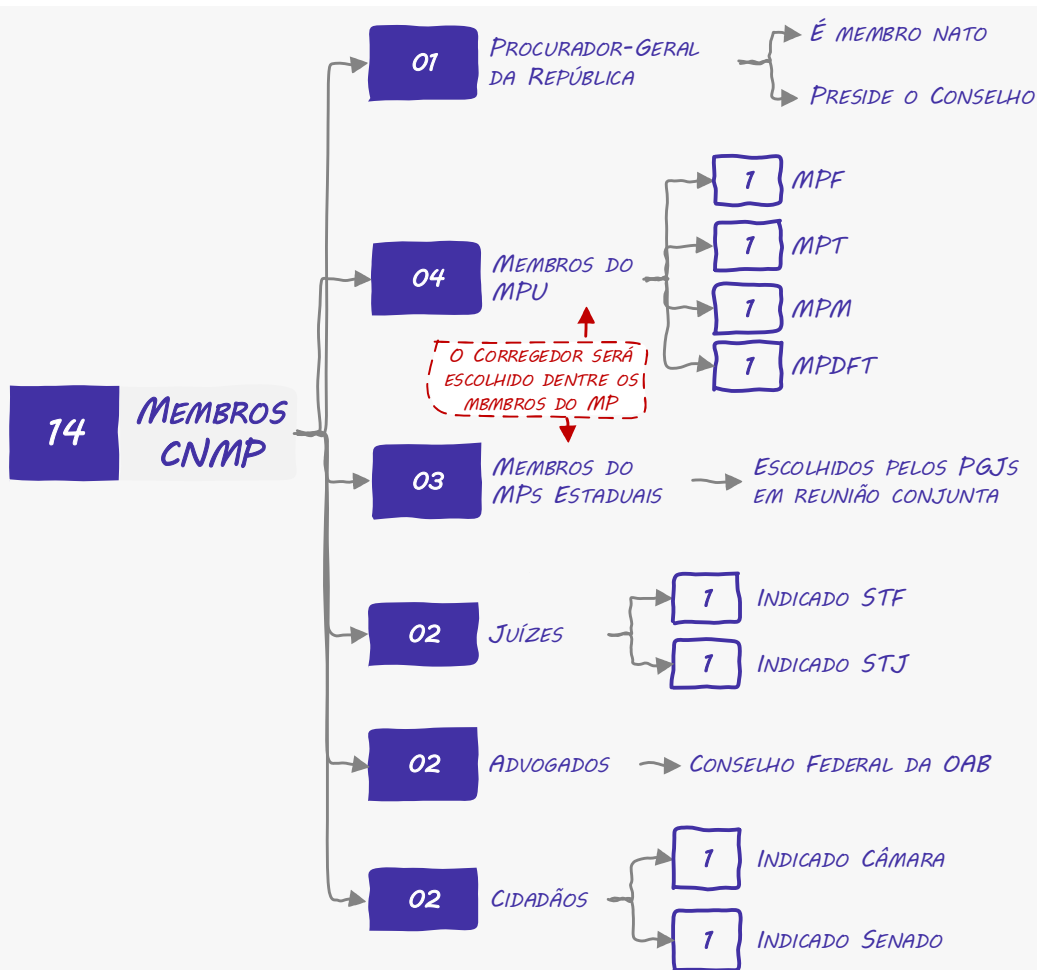 14
Membros
CNMP
01
Procurador-Geral
da República
É membro nato
Preside o Conselho
04
Membros do
MPU
1
MPF
1
MPT
1
MPM
1
MPDFT
O Corregedor será
escolhido dentre os
mbmbros do MP
03
Membros do
MPs Estaduais
Escolhidos pelos PGJs
em reunião conjunta
02
Juízes
1
Indicado STF
1
Indicado STJ
02
Advogados
Conselho Federal da OAB
02
Cidadãos
1
Indicado Câmara
1
Indicado Senado